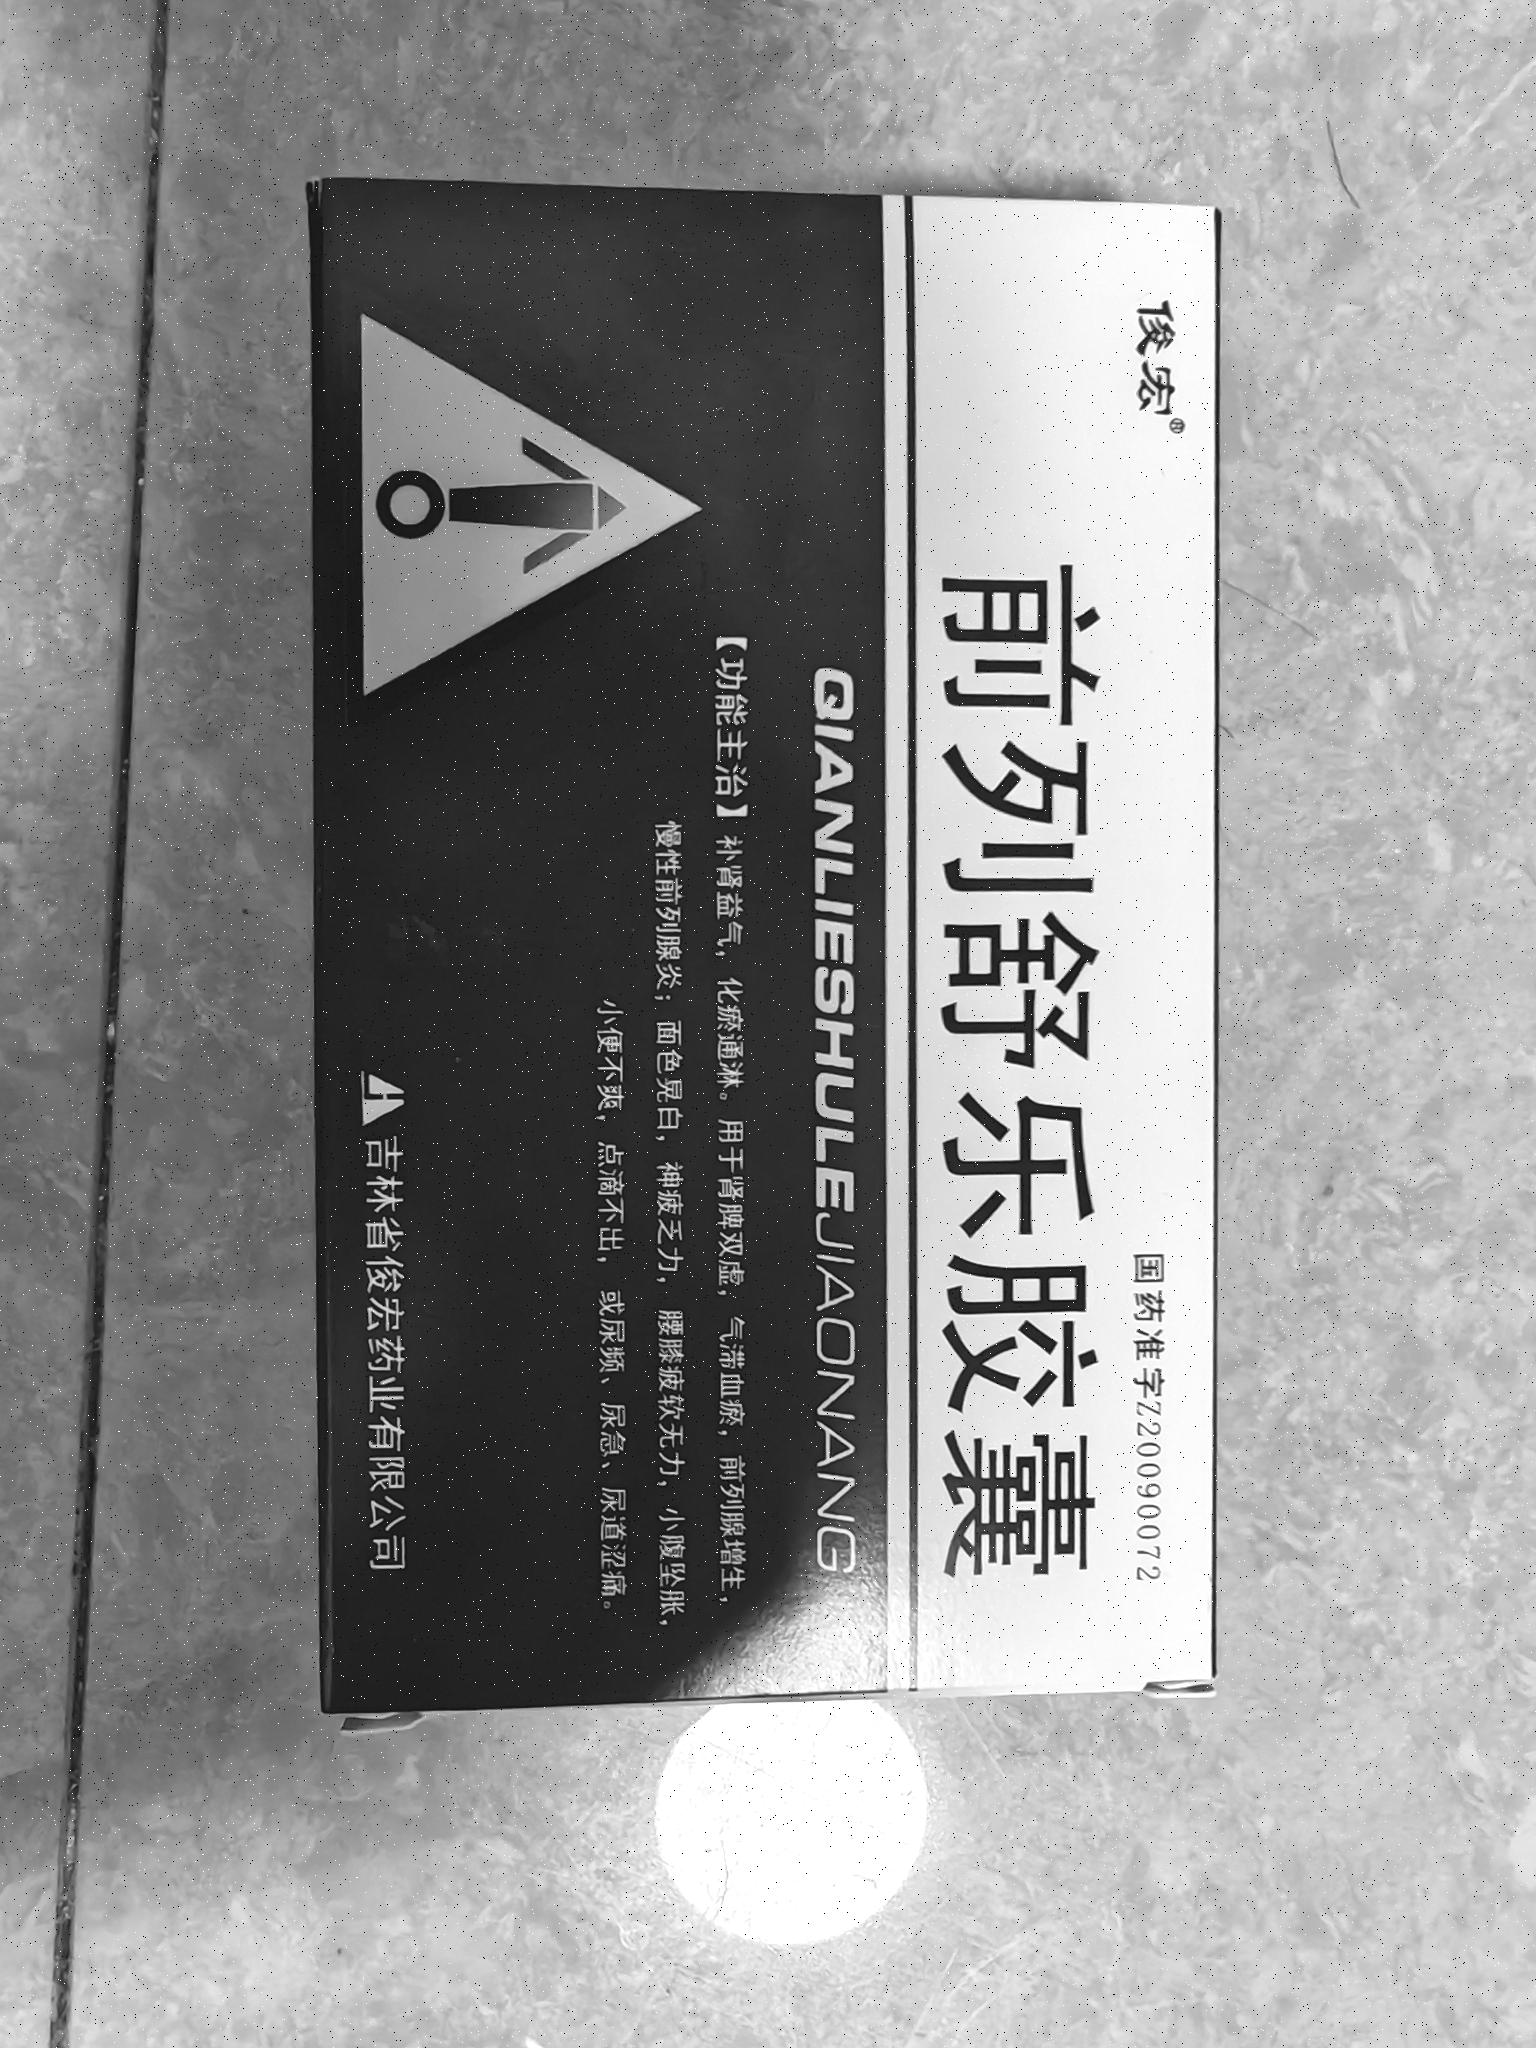 俊宏®
国药准字Z20090072
前列舒乐胶囊
QIANLIESHULEJIAONANG
【功能主治】补肾益气，化瘀通淋。用于肾脾双虚，气滞血瘀，前列腺增生，
慢性前列腺炎；面色晃白，神疲乏力，腰膝疲软无力，小腹坠胀，
小便不爽，点滴不出，或尿频、尿急、尿道涩痛。
吉林省俊宏药业有限公司